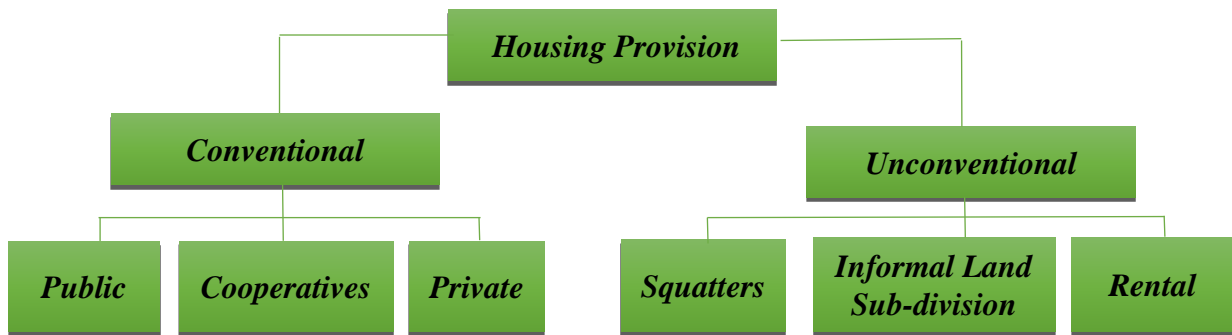 Housing Provision
Conventional
Unconventional
Public
Cooperatives
Private
Squatters
Informal Land
Sub-division
Rental